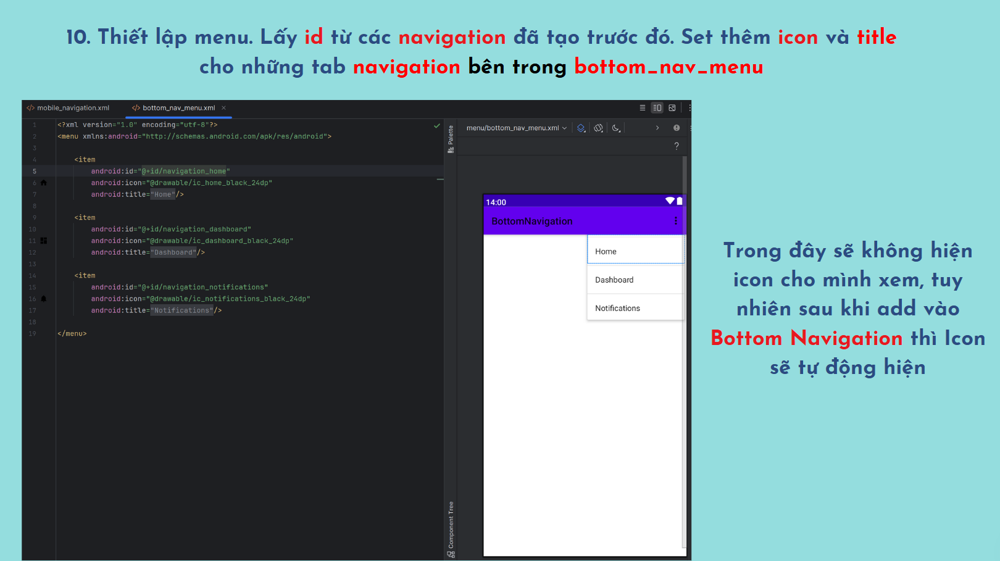 10. Thiết lập menu. Lấy id từ các navigation đã tạo trước đó. Set thêm icon và title
cho những tab navigation bên trong bottom_nav_menu
mobile_navigation.xml
bottom_nav_menu.xml
1 <?xml version="1.0" encoding="utf-8"?>
2 <menu xmlns:android="http://schemas.android.com/apk/res/android">
3
4 <item
5 android:id="@+id/navigation_home"
6 android:icon="@drawable/ic_home_black_24dp"
7 android:title="Home"/>
8
9 <item
10 android:id="@+id/navigation_dashboard"
11 android:icon="@drawable/ic_dashboard_black_24dp"
12 android:title="Dashboard"/>
13
14 <item
15 android:id="@+id/navigation_notifications"
16 android:icon="@drawable/ic_notifications_black_24dp"
17 android:title="Notifications"/>
18
19 </menu>
Palette
Component Tree
menu/bottom_nav_menu.xml
?
14:00
BottomNavigation
Home
Dashboard
Notifications
Trong đây sẽ không hiện
icon cho mình xem, tuy
nhiên sau khi add vào
Bottom Navigation thì Icon
sẽ tự động hiện